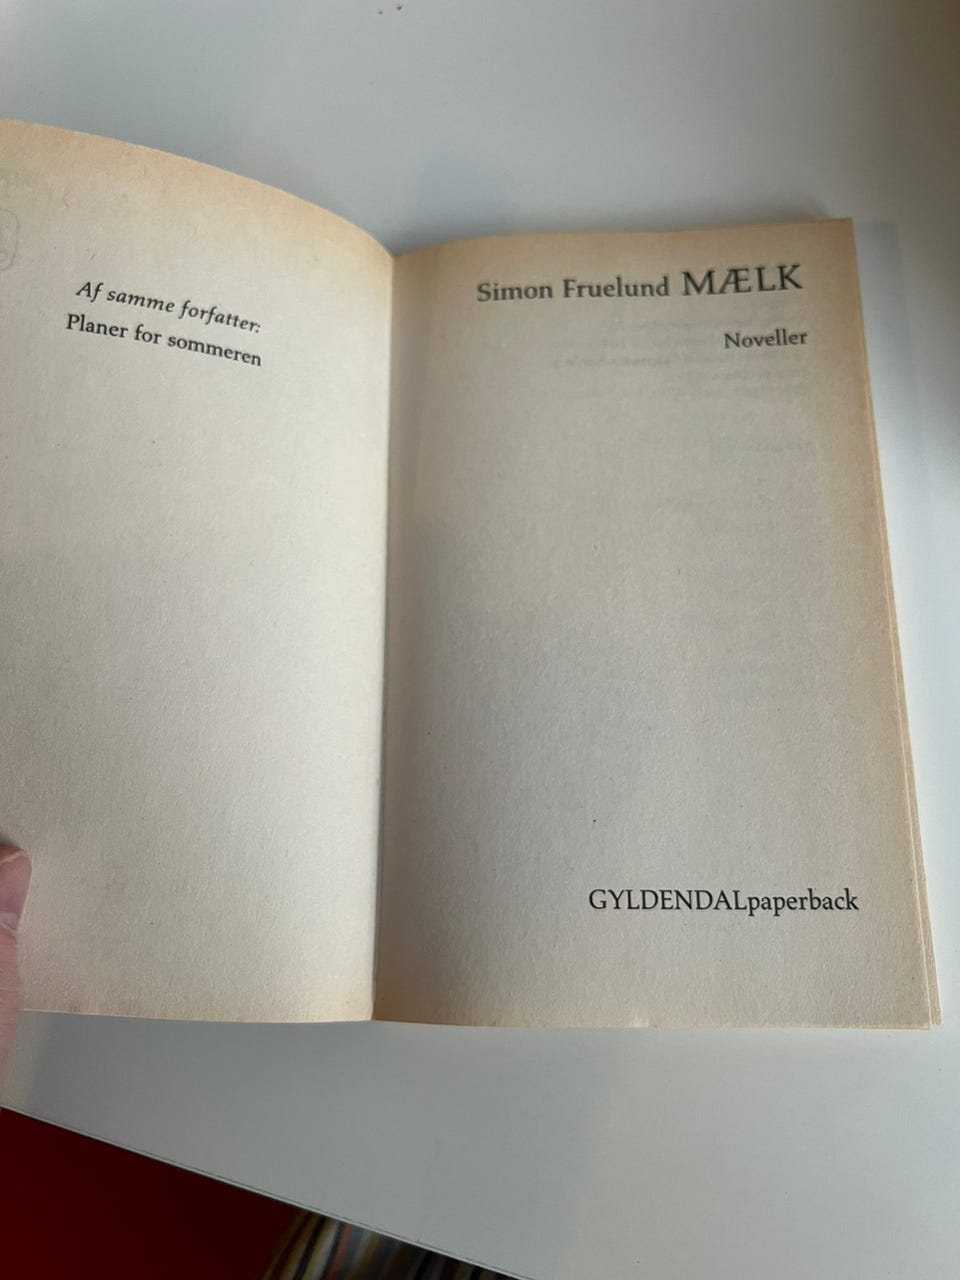 Af samme forfatter:
Planer for sommeren
Simon Fruelund MÆLK
Noveller
GYLDENDALpaperback